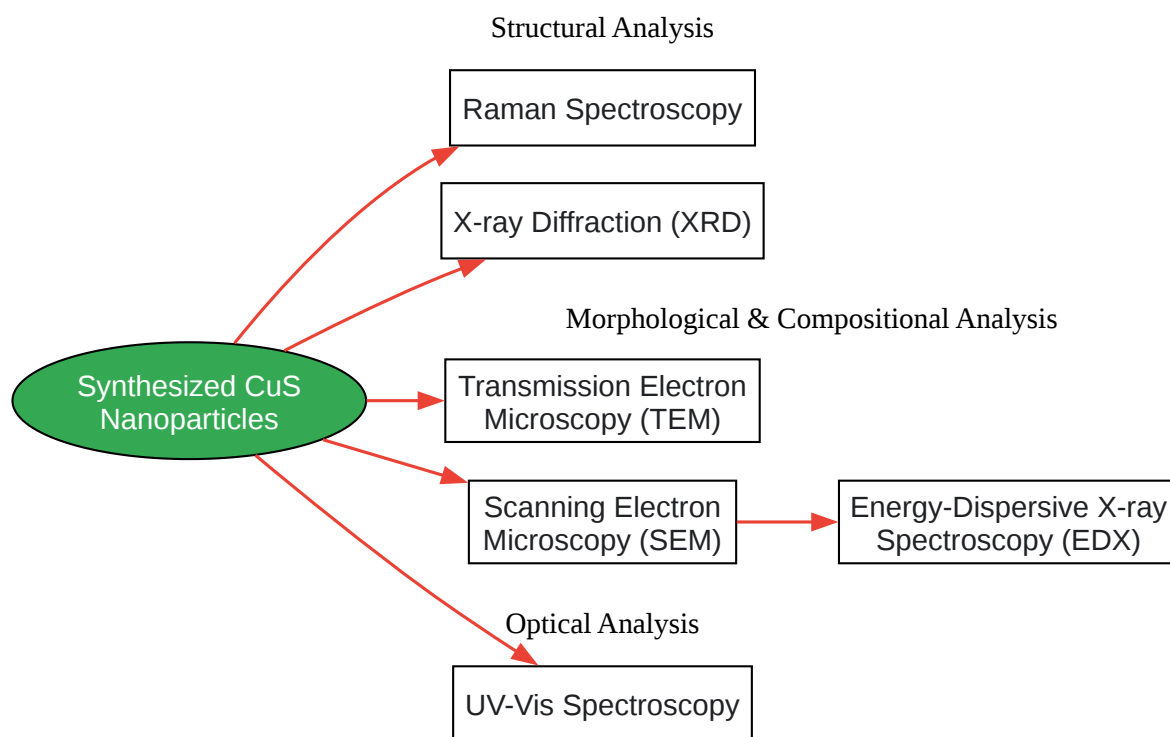 Structural Analysis
Raman Spectroscopy
X-ray Diffraction (XRD)
Morphological & Compositional Analysis
Synthesized CuS
Nanoparticles
Transmission Electron
Microscopy (TEM)
Scanning Electron
Microscopy (SEM)
Energy-Dispersive X-ray
Spectroscopy (EDX)
Optical Analysis
UV-Vis Spectroscopy